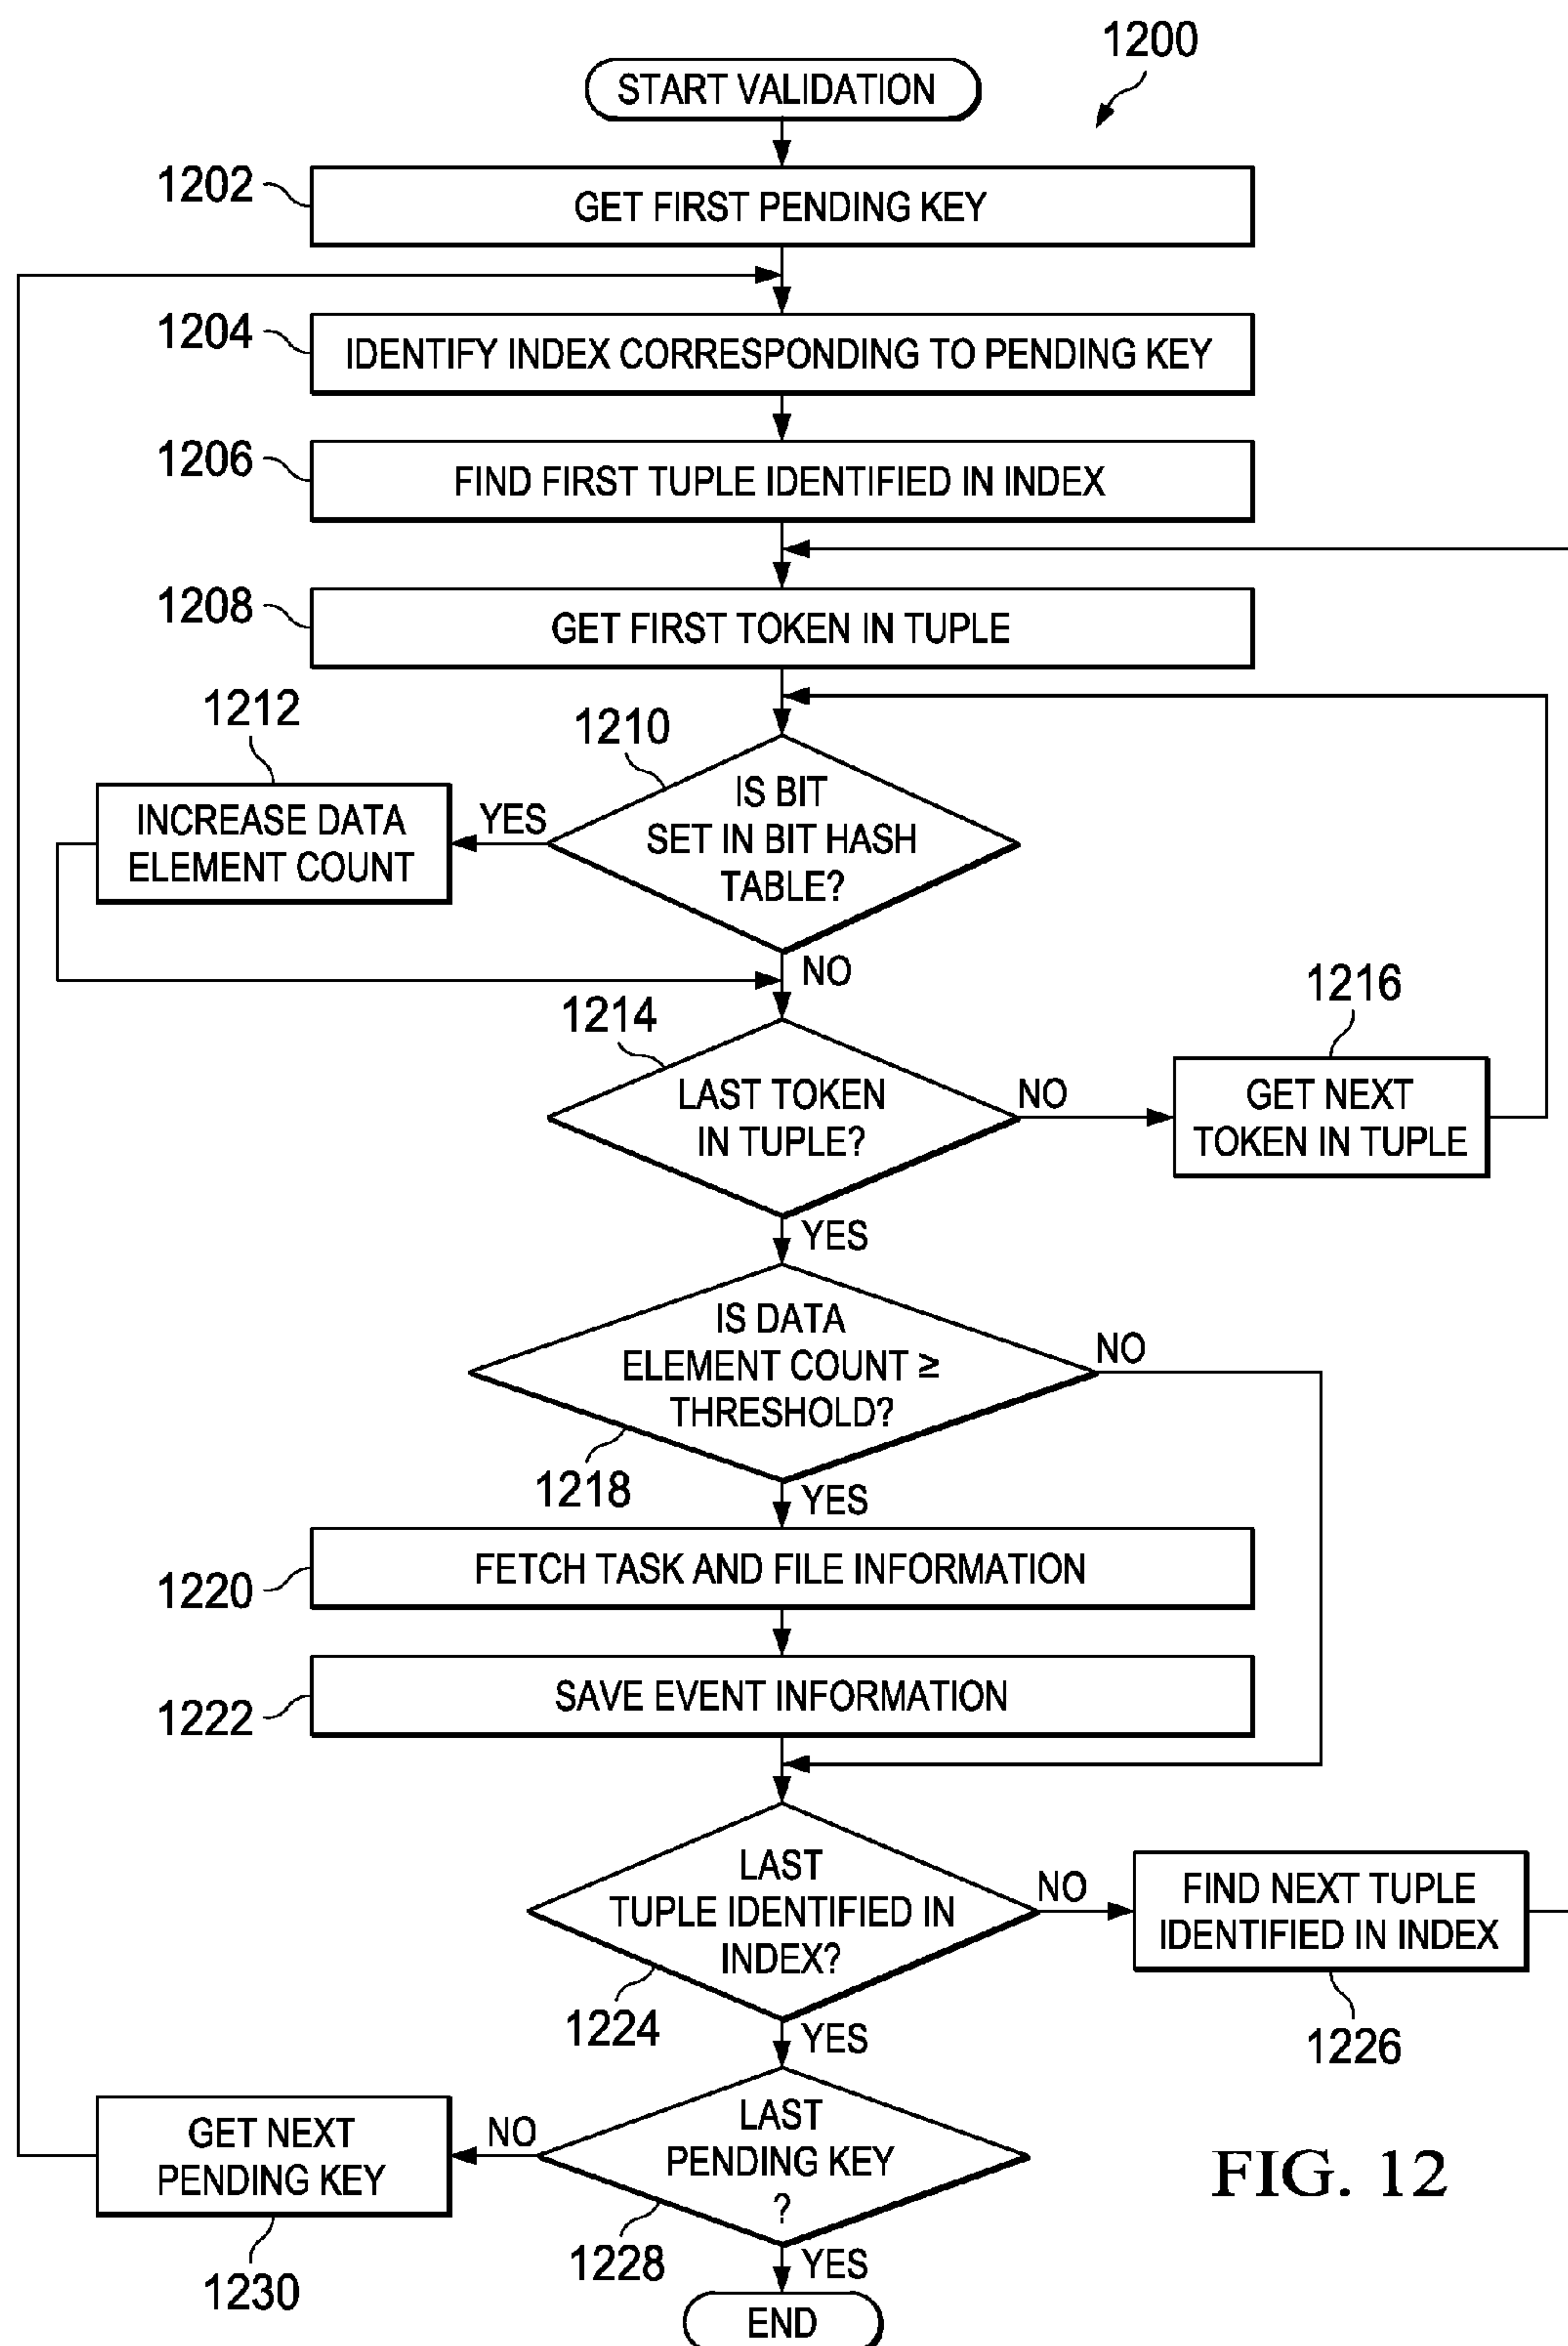 1200
START VALIDATION
1202
GET FIRST PENDING KEY
1204
IDENTIFY INDEX CORRESPONDING TO PENDING KEY
1206
FIND FIRST TUPLE IDENTIFIED IN INDEX
1208
GET FIRST TOKEN IN TUPLE
1212
1210
INCREASE DATA
ELEMENT COUNT
YES
IS BIT
SET IN BIT HASH
TABLE?
NO
1214
1216
LAST TOKEN
IN TUPLE?
NO
GET NEXT
TOKEN IN TUPLE
YES
IS DATA
ELEMENT COUNT ≥
THRESHOLD?
NO
1218
YES
1220
FETCH TASK AND FILE INFORMATION
1222
SAVE EVENT INFORMATION
LAST
TUPLE IDENTIFIED IN
INDEX?
NO
FIND NEXT TUPLE
IDENTIFIED IN INDEX
1224
YES
1226
GET NEXT
PENDING KEY
NO
LAST
PENDING KEY
?
1230
1228
YES
END
FIG. 12